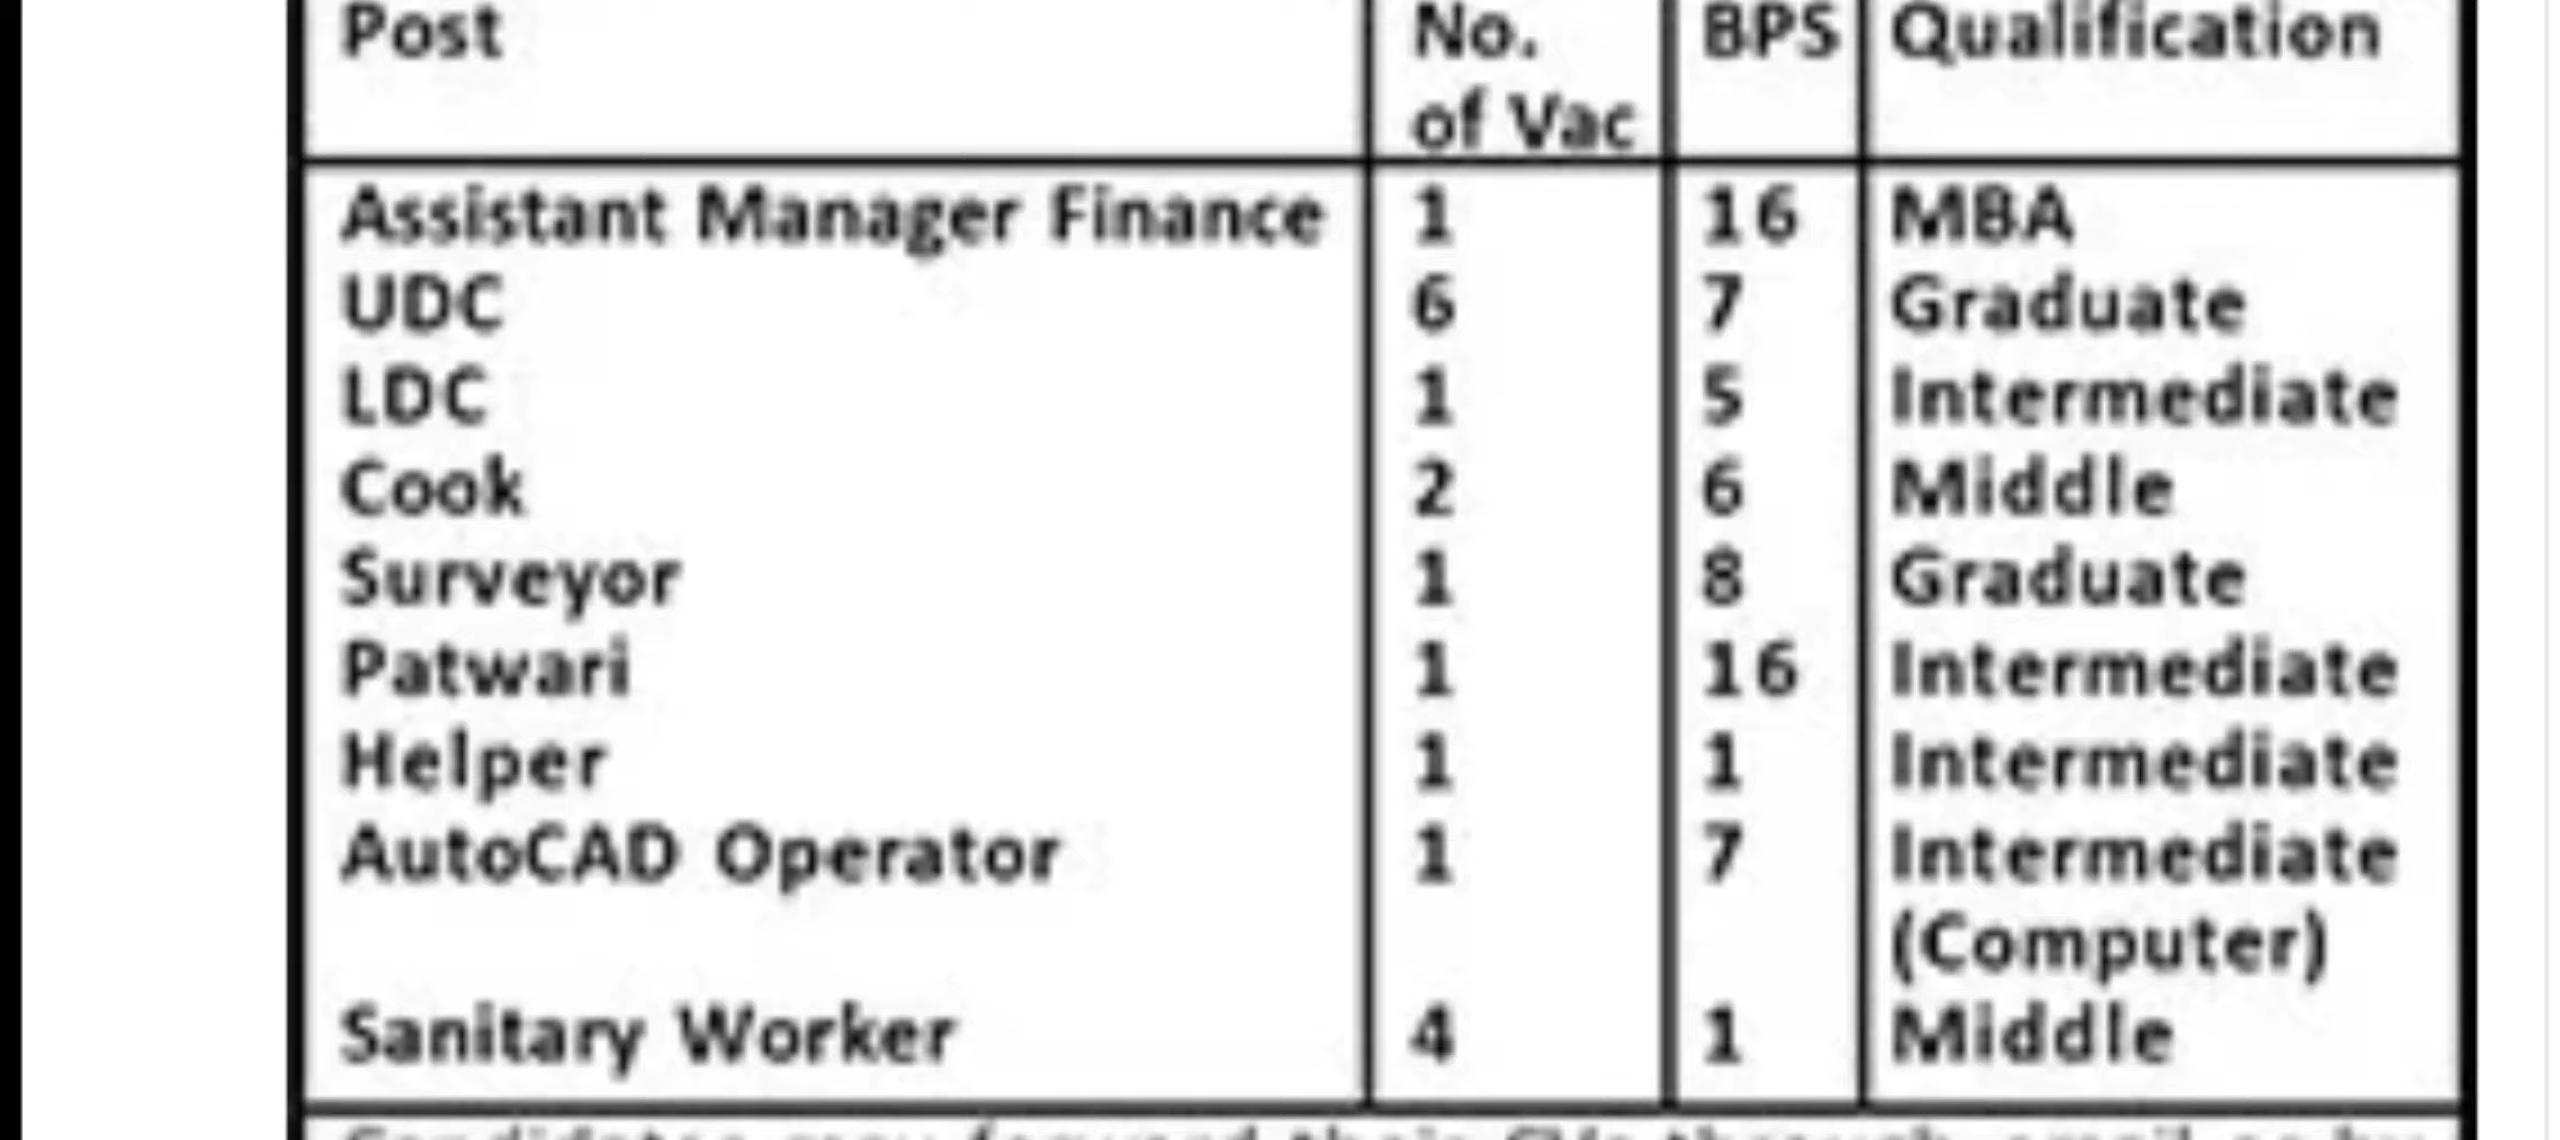 Post No. BPS Qualification
of Vac
Assistant Manager Finance 1 16 MBA
UDC 6 7 Graduate
LDC 1 5 Intermediate
Cook 2 6 Middle
Surveyor 1 8 Graduate
Patwari 1 16 Intermediate
Helper 1 1 Intermediate
AutoCAD Operator 1 7 Intermediate
(Computer)
Sanitary Worker 4 1 Middle